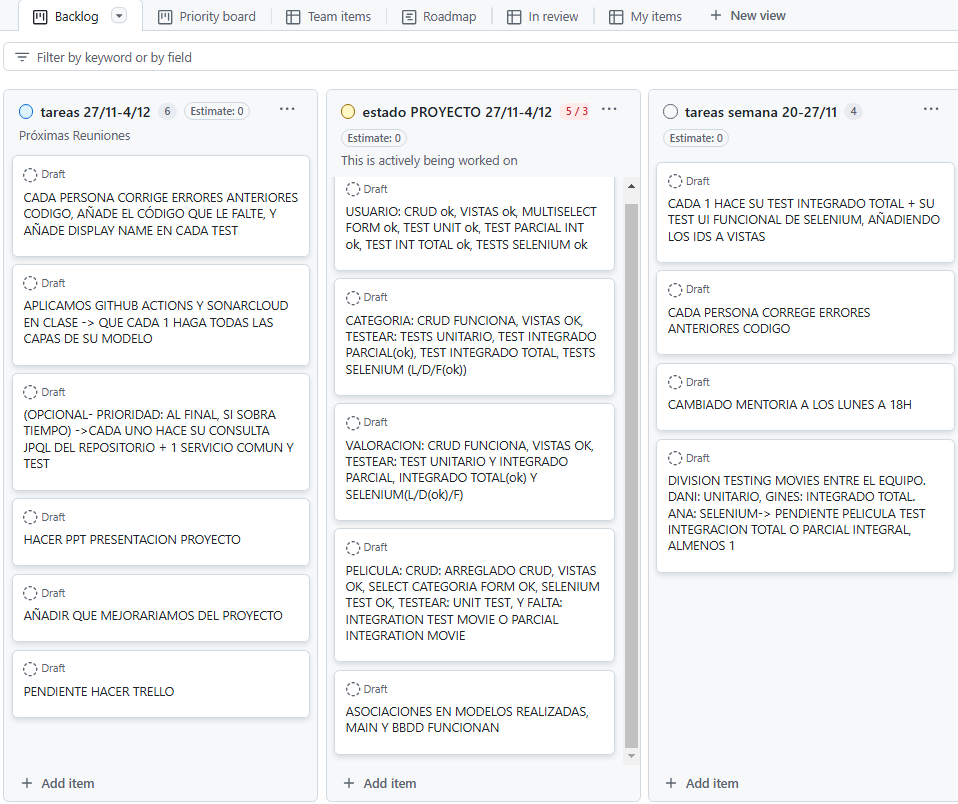 Backlog
Priority board
Team items
Roadmap
In review
My items
+ New view
Filter by keyword or by field
tareas 27/11-4/12 6 Estimate: 0 ...
Próximas Reuniones
Draft
CADA PERSONA CORRIGE ERRORES ANTERIORES
CODIGO, AÑADE EL CÓDIGO QUE LE FALTE, Y
AÑADE DISPLAY NAME EN CADA TEST
Draft
APLICAMOS GITHUB ACTIONS Y SONARCLOUD
EN CLASE -> QUE CADA 1 HAGA TODAS LAS
CAPAS DE SU MODELO
Draft
(OPCIONAL- PRIORIDAD: AL FINAL, SI SOBRA
TIEMPO) ->CADA UNO HACE SU CONSULTA
JPQL DEL REPOSITORIO + 1 SERVICIO COMUN Y
TEST
Draft
HACER PPT PRESENTACION PROYECTO
Draft
AÑADIR QUE MEJORARIAMOS DEL PROYECTO
Draft
PENDIENTE HACER TRELLO
+ Add item
estado PROYECTO 27/11-4/12 5 / 3 ...
Estimate: 0
This is actively being worked on
Draft
USUARIO: CRUD ok, VISTAS ok, MULTISELECT
FORM ok, TEST UNIT ok, TEST PARCIAL INT
ok, TEST INT TOTAL ok, TESTS SELENIUM ok
Draft
CATEGORIA: CRUD FUNCIONA, VISTAS OK,
TESTEAR: TESTS UNITARIO, TEST INTEGRADO
PARCIAL(ok), TEST INTEGRADO TOTAL, TESTS
SELENIUM (L/D/F(ok))
Draft
VALORACION: CRUD FUNCIONA, VISTAS OK,
TESTEAR: TEST UNITARIO Y INTEGRADO
PARCIAL, INTEGRADO TOTAL(ok) Y
SELENIUM(L/D(ok)/F)
Draft
PELICULA: CRUD: ARREGLADO CRUD, VISTAS
OK, SELECT CATEGORIA FORM OK, SELENIUM
TEST OK, TESTEAR: UNIT TEST, Y FALTA:
INTEGRATION TEST MOVIE O PARCIAL
INTEGRATION MOVIE
Draft
ASOCIACIONES EN MODELOS REALIZADAS,
MAIN Y BBDD FUNCIONAN
+ Add item
tareas semana 20-27/11 4 ...
Estimate: 0
Draft
CADA 1 HACE SU TEST INTEGRADO TOTAL + SU
TEST UI FUNCIONAL DE SELENIUM, AÑADIENDO
LOS IDS A VISTAS
Draft
CADA PERSONA CORREGE ERRORES
ANTERIORES CODIGO
Draft
CAMBIADO MENTORIA A LOS LUNES A 18H
Draft
DIVISION TESTING MOVIES ENTRE EL EQUIPO.
DANI: UNITARIO, GINES: INTEGRADO TOTAL.
ANA: SELENIUM-> PENDIENTE PELICULA TEST
INTEGRACION TOTAL O PARCIAL INTEGRAL,
ALMENOS 1
+ Add item